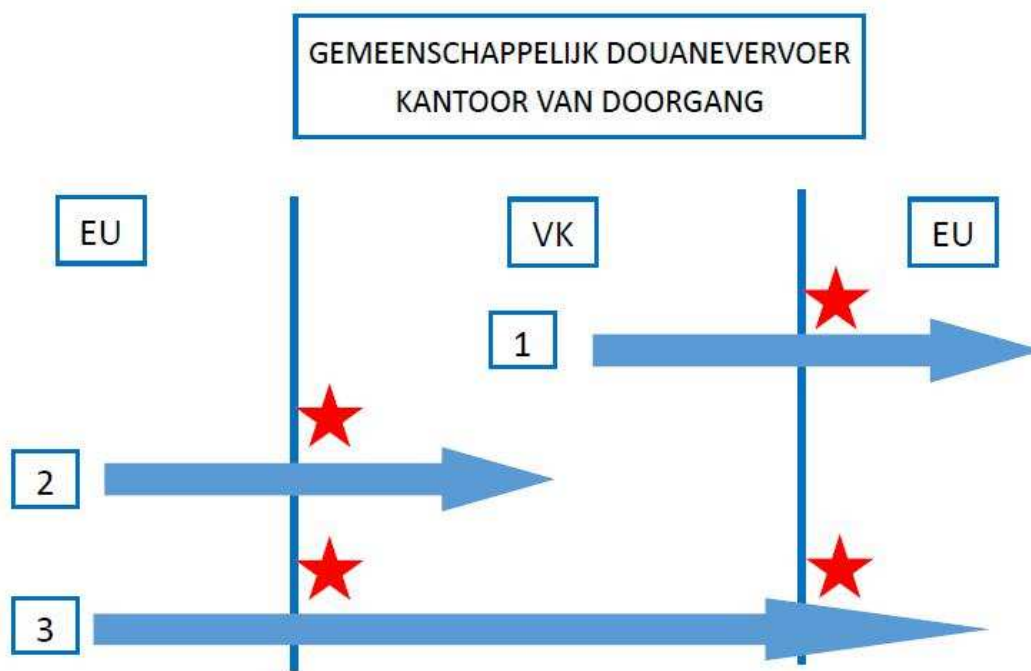 GEMEENSCHAPPELIJK DOUANEVERVOER
KANTOOR VAN DOORGANG
EU
VK
EU
1
2
3